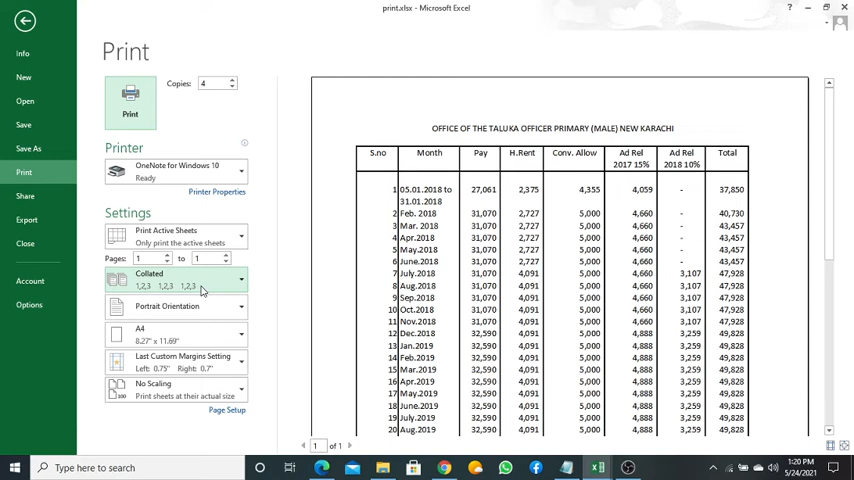 print.xlsx - Microsoft Excel
?
Info
New
Open
Save
Save As
Print
Share
Export
Close
Account
Options
Print
Print
Copies: 4
Printer
OneNote for Windows 10
Ready
Printer Properties
Settings
Print Active Sheets
Only print the active sheets
Pages: 1 to 1
Collated
1,2,3 1,2,3 1,2,3
Portrait Orientation
A4
8.27" x 11.69"
Last Custom Margins Setting
Left: 0.75" Right: 0.7"
No Scaling
100
Print sheets at their actual size
Page Setup
OFFICE OF THE TALUKA OFFICER PRIMARY (MALE) NEW KARACHI
S.no Month Pay H.Rent Conv. Allow Ad Rel 2017 15% Ad Rel 2018 10% Total
1 05.01.2018 to 31.01.2018 27,061 2,375 4,355 4,059 - 37,850
2 Feb. 2018 31,070 2,727 5,000 4,660 - 40,730
3 Mar. 2018 31,070 2,727 5,000 4,660 - 43,457
4 Apr.2018 31,070 2,727 5,000 4,660 - 43,457
5 May.2018 31,070 2,727 5,000 4,660 - 43,457
6 June.2018 31,070 2,727 5,000 4,660 - 43,457
7 July.2018 31,070 4,091 5,000 4,660 3,107 47,928
8 Aug.2018 31,070 4,091 5,000 4,660 3,107 47,928
9 Sep.2018 31,070 4,091 5,000 4,660 3,107 47,928
10 Oct.2018 31,070 4,091 5,000 4,660 3,107 47,928
11 Nov.2018 31,070 4,091 5,000 4,660 3,107 47,928
12 Dec.2018 32,590 4,091 5,000 4,888 3,259 49,828
13 Jan.2019 32,590 4,091 5,000 4,888 3,259 49,828
14 Feb.2019 32,590 4,091 5,000 4,888 3,259 49,828
15 Mar.2019 32,590 4,091 5,000 4,888 3,259 49,828
16 Apr.2019 32,590 4,091 5,000 4,888 3,259 49,828
17 May.2019 32,590 4,091 5,000 4,888 3,259 49,828
18 June.2019 32,590 4,091 5,000 4,888 3,259 49,828
19 July.2019 32,590 4,091 5,000 4,888 3,259 49,828
20 Aug.2019 32,590 4,091 5,000 4,888 3,259 49,828
1 of 1
Type here to search
1:20 PM
5/24/2021